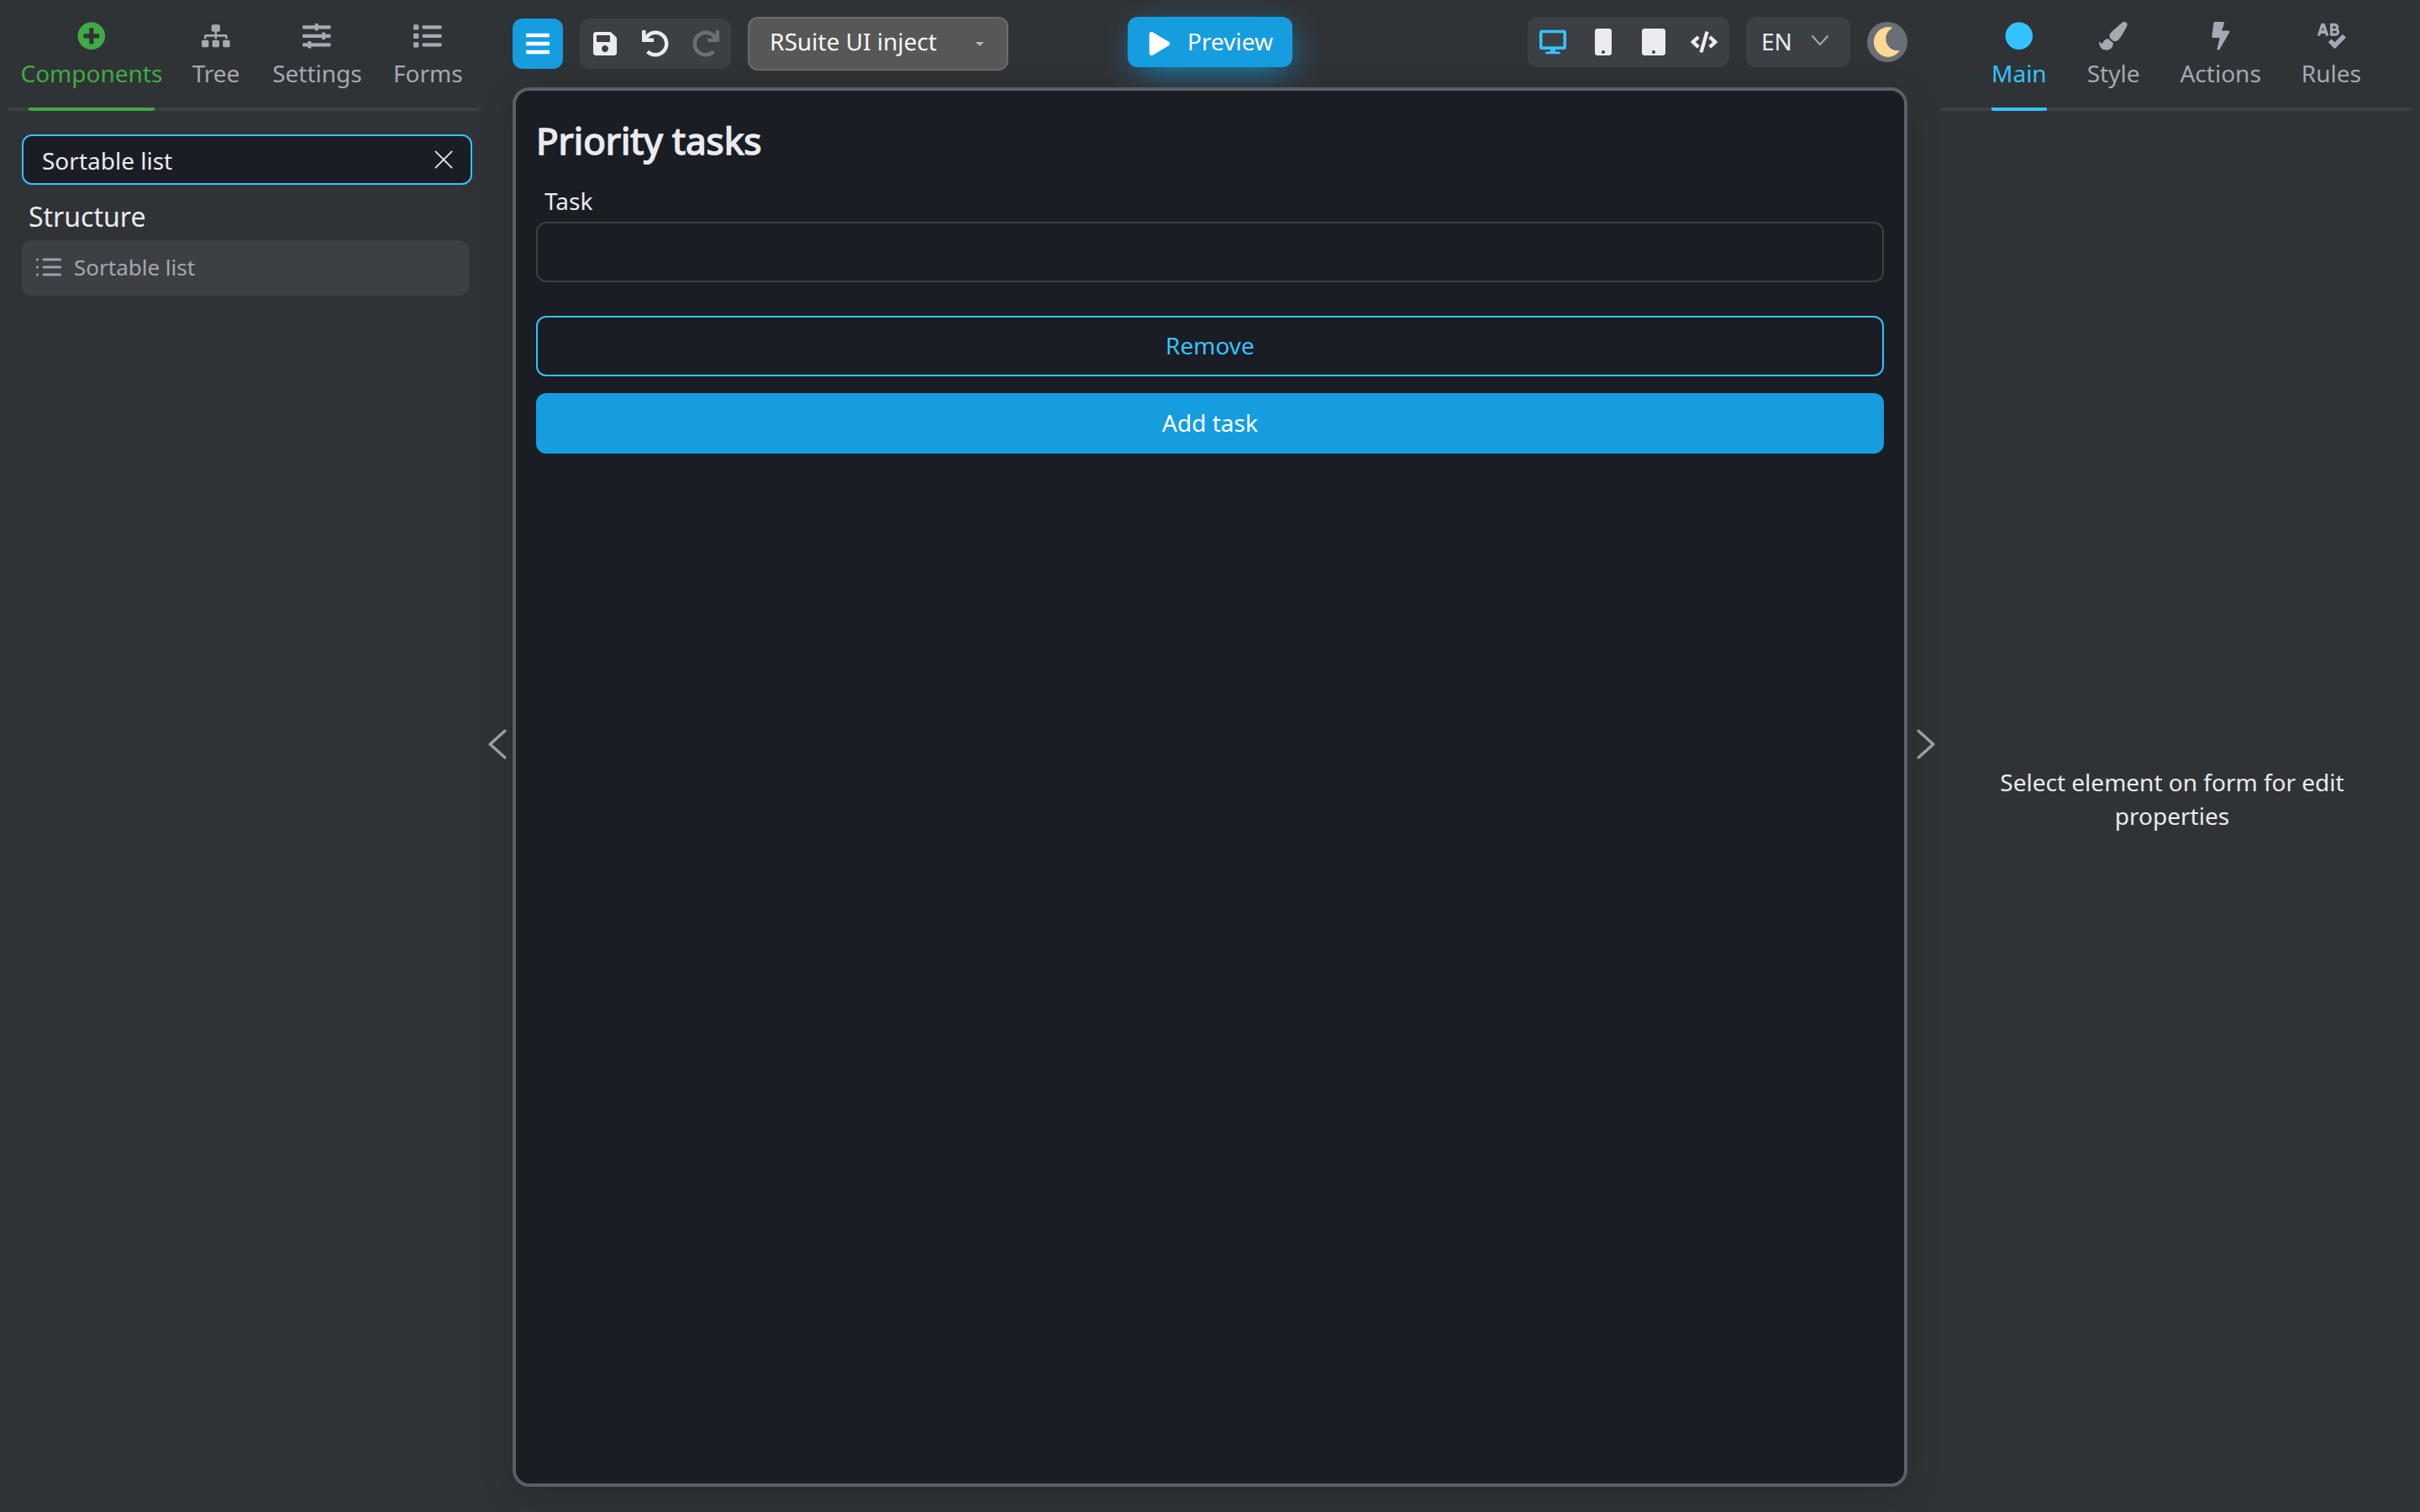 Components
Tree
Settings
Forms
RSuite UI inject
Preview
EN
Main
Style
Actions
AB
Rules
Sortable list
Structure
Sortable list
Priority tasks
Task
Remove
Add task
Select element on form for edit
properties